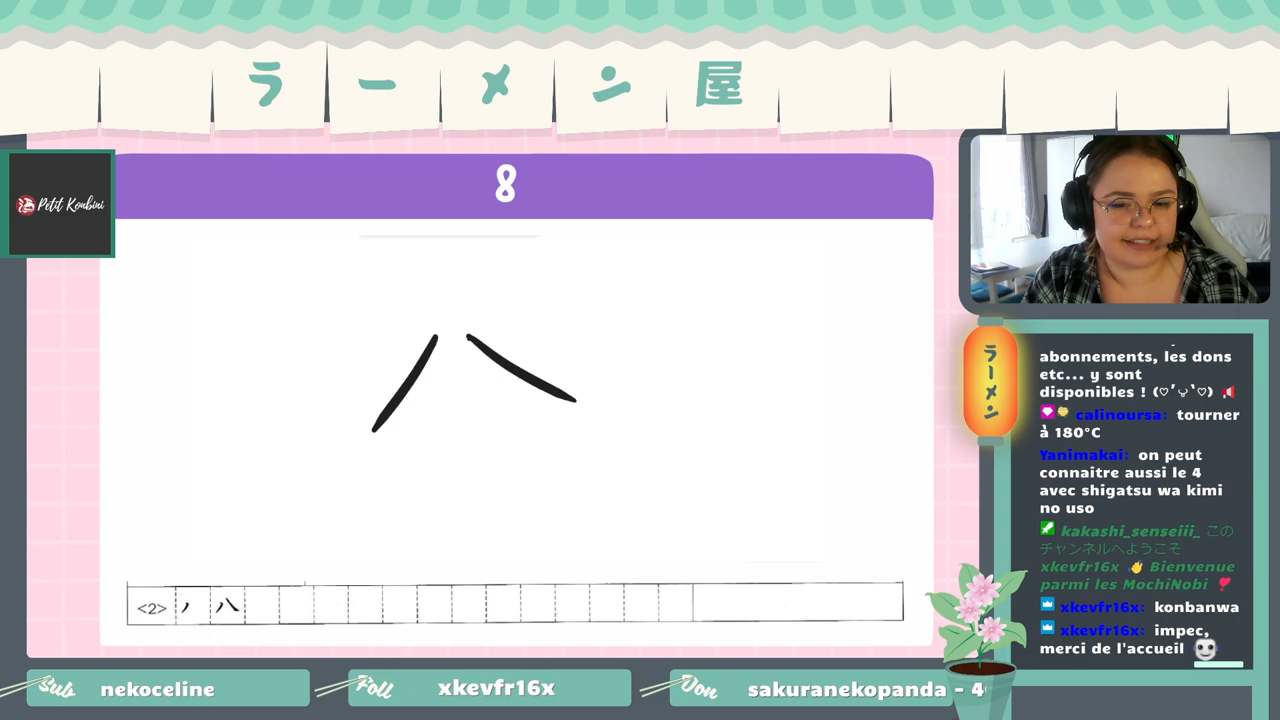 ラーメン屋
8
Petit Konbini
八
<2> ノ 八
ラーメン
abonnements, les dons
etc... y sont
disponibles ! (♡ˊ◡ˋ♡) 📢
calinoursa: tourner
à 180°C
Yanimakai: on peut
connaitre aussi le 4
avec shigatsu wa kimi
no uso
kakashi_senseiii_ この
チャンネルへようこそ
xkevfr16x 👏 Bienvenue
parmi les MochiNobi ❣
xkevfr16x: konbanwa
xkevfr16x: impec,
merci de l'accueil
Sub nekoceline
Foll xkevfr16x
Don sakuranekopanda - 4